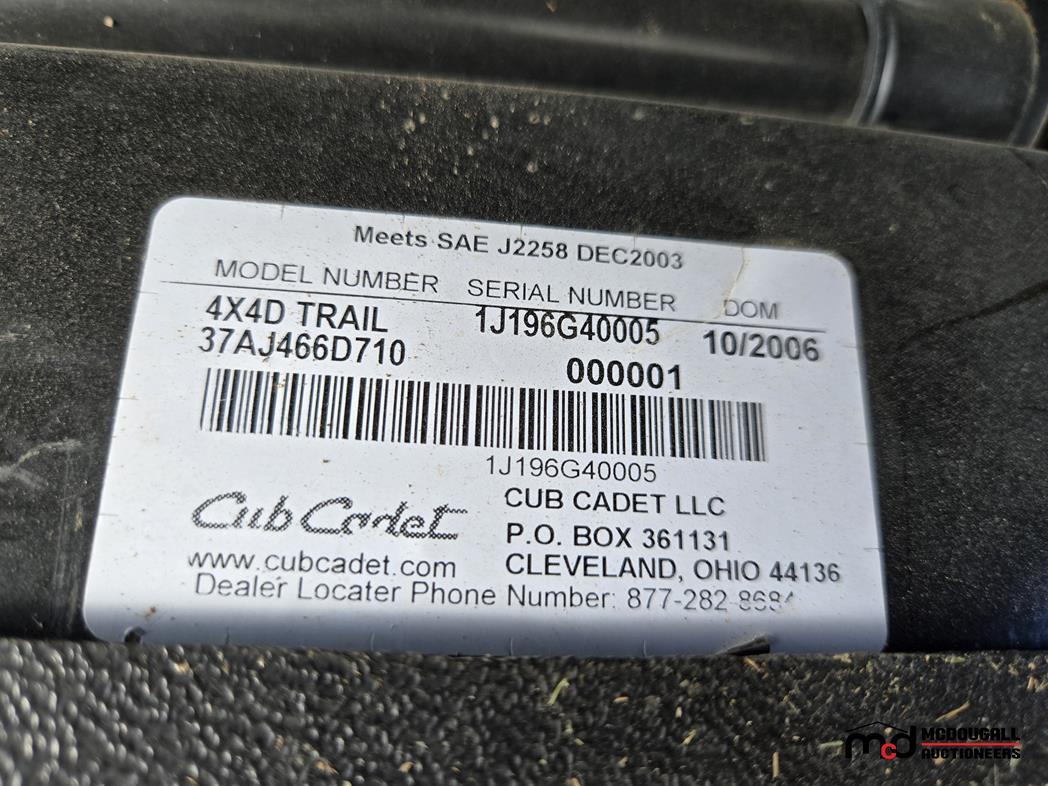 Meets SAE J2258 DEC2003
MODEL NUMBER SERIAL NUMBER DOM
4X4D TRAIL 1J196G40005 10/2006
37AJ466D710 000001
1J196G40005
Cub Cadet
CUB CADET LLC
P.O. BOX 361131
www.cubcadet.com CLEVELAND, OHIO 44136
Dealer Locater Phone Number: 877-282-8684
mcd MCDOUGALL
AUCTIONEERS